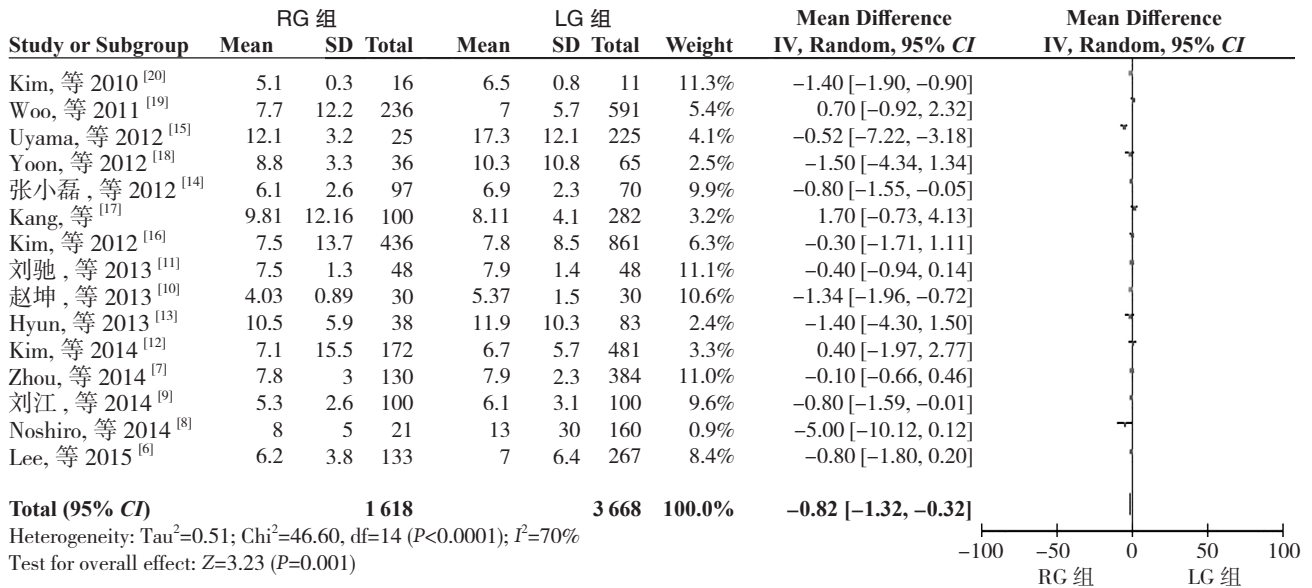 RG 组 LG 组 Mean Difference Mean Difference
Study or Subgroup Mean SD Total Mean SD Total Weight IV, Random, 95% CI IV, Random, 95% CI
Kim, 等 2010 [20] 5.1 0.3 16 6.5 0.8 11 11.3% −1.40 [−1.90, −0.90]
Woo, 等 2011 [19] 7.7 12.2 236 7 5.7 591 5.4% 0.70 [−0.92, 2.32]
Uyama, 等 2012 [15] 12.1 3.2 25 17.3 12.1 225 4.1% −0.52 [−7.22, −3.18]
Yoon, 等 2012 [18] 8.8 3.3 36 10.3 10.8 65 2.5% −1.50 [−4.34, 1.34]
张小磊 , 等 2012 [14] 6.1 2.6 97 6.9 2.3 70 9.9% −0.80 [−1.55, −0.05]
Kang, 等 [17] 9.81 12.16 100 8.11 4.1 282 3.2% 1.70 [−0.73, 4.13]
Kim, 等 2012 [16] 7.5 13.7 436 7.8 8.5 861 6.3% −0.30 [−1.71, 1.11]
刘驰 , 等 2013 [11] 7.5 1.3 48 7.9 1.4 48 11.1% −0.40 [−0.94, 0.14]
赵坤 , 等 2013 [10] 4.03 0.89 30 5.37 1.5 30 10.6% −1.34 [−1.96, −0.72]
Hyun, 等 2013 [13] 10.5 5.9 38 11.9 10.3 83 2.4% −1.40 [−4.30, 1.50]
Kim, 等 2014 [12] 7.1 15.5 172 6.7 5.7 481 3.3% 0.40 [−1.97, 2.77]
Zhou, 等 2014 [7] 7.8 3 130 7.9 2.3 384 11.0% −0.10 [−0.66, 0.46]
刘江 , 等 2014 [9] 5.3 2.6 100 6.1 3.1 100 9.6% −0.80 [−1.59, −0.01]
Noshiro, 等 2014 [8] 8 5 21 13 30 160 0.9% −5.00 [−10.12, 0.12]
Lee, 等 2015 [6] 6.2 3.8 133 7 6.4 267 8.4% −0.80 [−1.80, 0.20]
Total (95% CI) 1 618 3 668 100.0% −0.82 [−1.32, −0.32]
Heterogeneity: Tau²=0.51; Chi²=46.60, df=14 (P<0.0001); I²=70%
Test for overall effect: Z=3.23 (P=0.001)
−100 −50 0 50 100
RG 组 LG 组